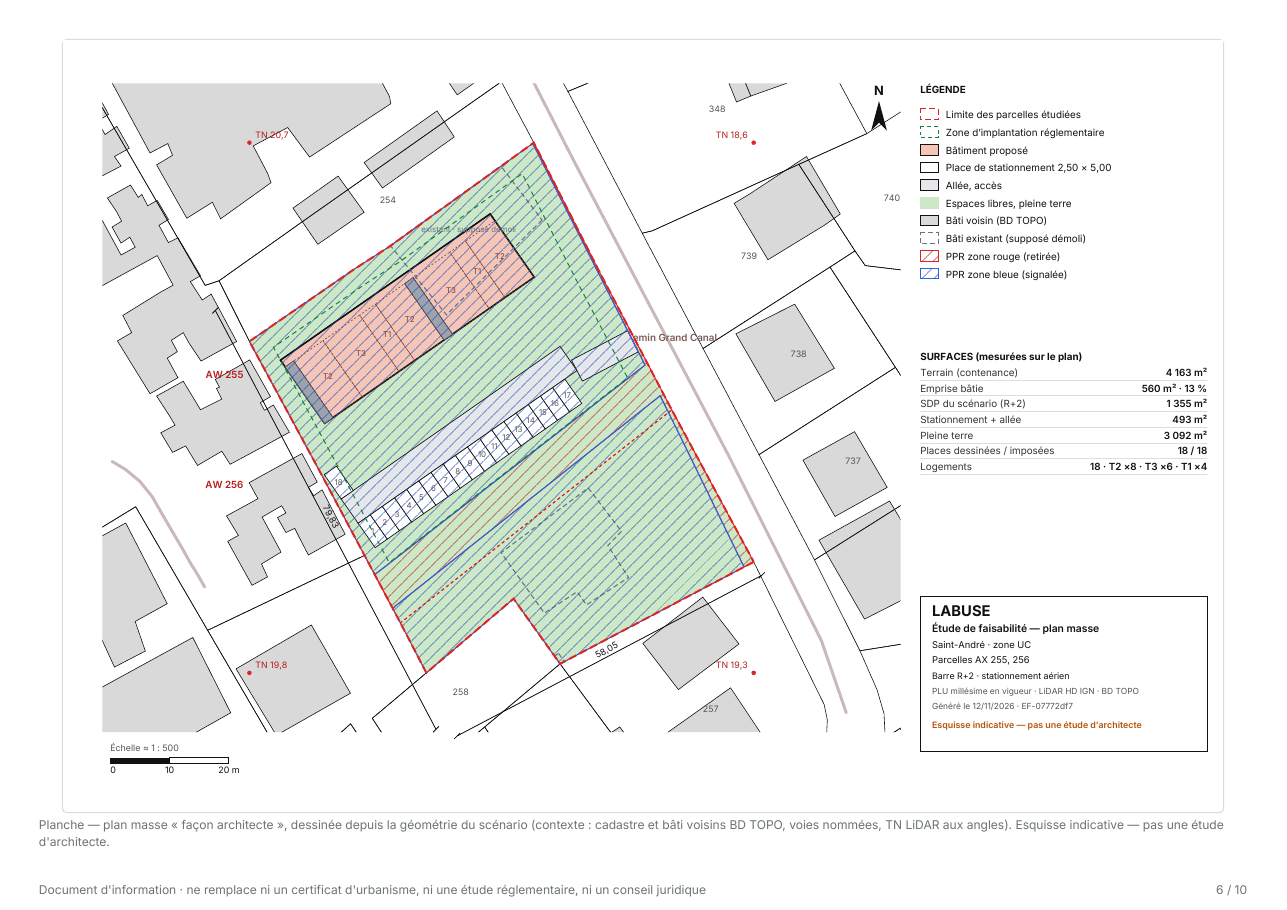 N
348
TN 20,7
TN 18,6
254
740
existant · supposé démoli
739
T2
T1
T3
T2
T1
T3
T2
emin Grand Canal
738
AW 255
17
16
15
14
13
12
11
10
9
8
7
6
5
4
3
2
1
18
737
AW 256
79,83
58,05
TN 19,8
TN 19,3
258
257
Échelle ≈ 1 : 500
0 10 20 m
LÉGENDE
Limite des parcelles étudiées
Zone d'implantation réglementaire
Bâtiment proposé
Place de stationnement 2,50 × 5,00
Allée, accès
Espaces libres, pleine terre
Bâti voisin (BD TOPO)
Bâti existant (supposé démoli)
PPR zone rouge (retirée)
PPR zone bleue (signalée)
SURFACES (mesurées sur le plan)
Terrain (contenance) 4 163 m²
Emprise bâtie 560 m² · 13 %
SDP du scénario (R+2) 1 355 m²
Stationnement + allée 493 m²
Pleine terre 3 092 m²
Places dessinées / imposées 18 / 18
Logements 18 · T2 ×8 · T3 ×6 · T1 ×4
LABUSE
Étude de faisabilité — plan masse
Saint-André · zone UC
Parcelles AX 255, 256
Barre R+2 · stationnement aérien
PLU millésime en vigueur · LiDAR HD IGN · BD TOPO
Généré le 12/11/2026 · EF-07772df7
Esquisse indicative — pas une étude d'architecte
Planche — plan masse « façon architecte », dessinée depuis la géométrie du scénario (contexte : cadastre et bâti voisins BD TOPO, voies nommées, TN LiDAR aux angles). Esquisse indicative — pas une étude
d'architecte.
Document d'information · ne remplace ni un certificat d'urbanisme, ni une étude réglementaire, ni un conseil juridique
6 / 10